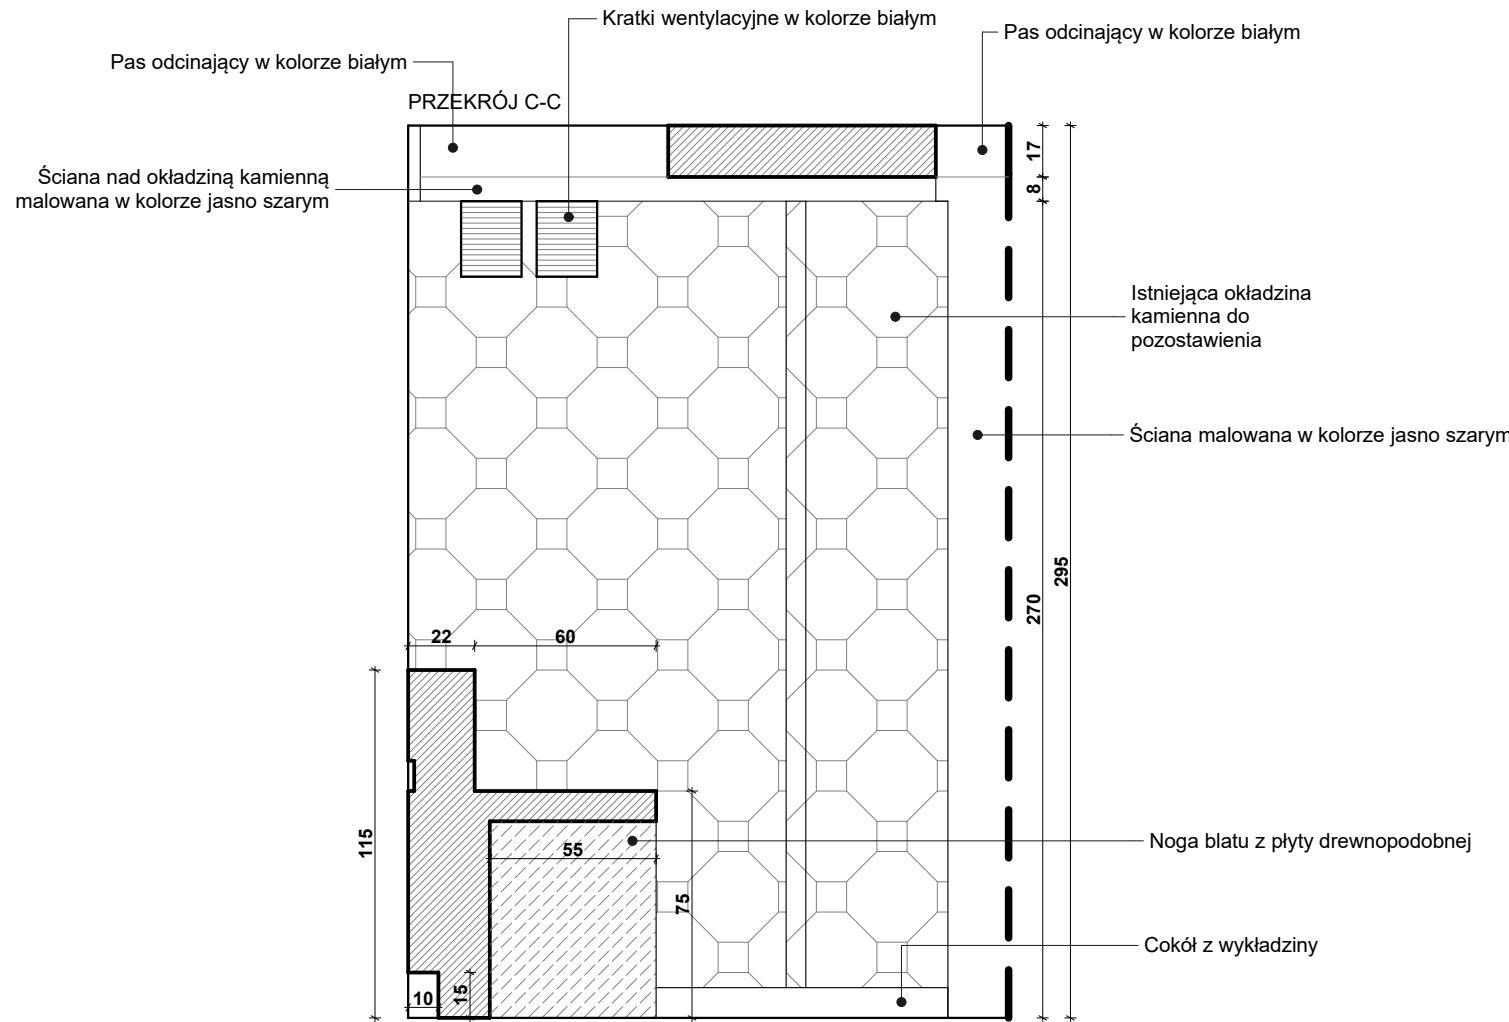 Kratki wentylacyjne w kolorze białym
Pas odcinający w kolorze białym
Pas odcinający w kolorze białym
PRZEKRÓJ C-C
Ściana nad okładziną kamienną
malowana w kolorze jasno szarym
17
8
Istniejąca okładzina
kamienna do
pozostawienia
Ściana malowana w kolorze jasno szarym
295
270
22
60
115
55
75
Noga blatu z płyty drewnopodobnej
Cokół z wykładziny
10
15